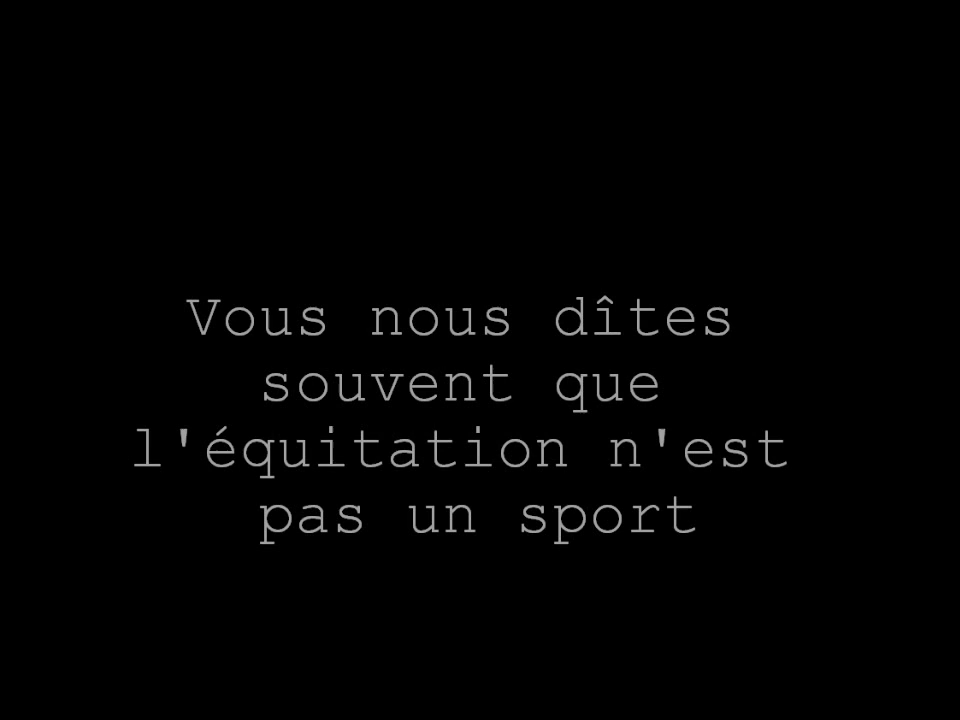 Vous nous dîtes
souvent que
l'équitation n'est
pas un sport